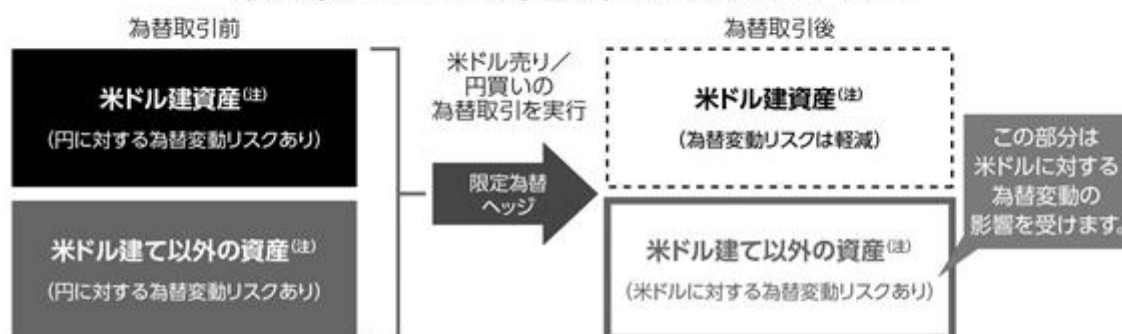 為替取引前
米ドル建資産(注)
(円に対する為替変動リスクあり)
米ドル建て以外の資産(注)
(円に対する為替変動リスクあり)
米ドル売り/
円買いの
為替取引を実行
限定為替
ヘッジ
為替取引後
米ドル建資産(注)
(為替変動リスクは軽減)
米ドル建て以外の資産(注)
(米ドルに対する為替変動リスクあり)
この部分は
米ドルに対する
為替変動の
影響を受けます。